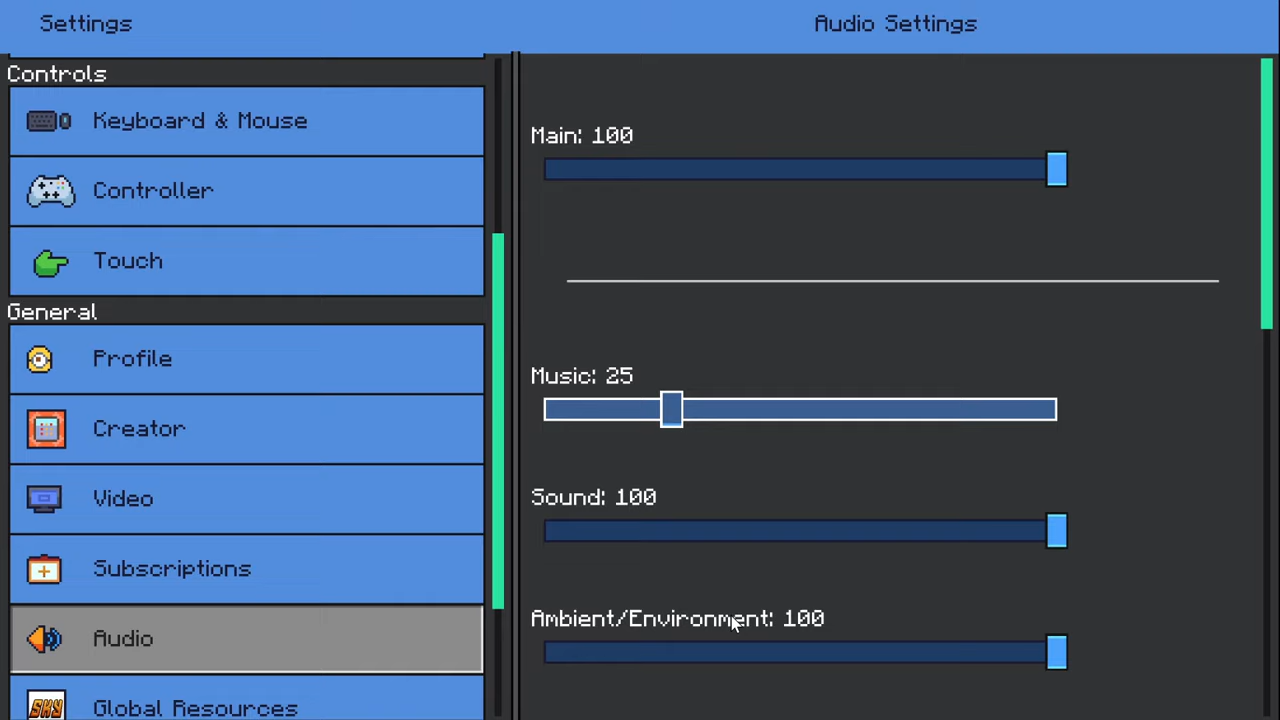 Settings
Audio Settings
Controls
Keyboard & Mouse
Controller
Touch
General
Profile
Creator
Video
Subscriptions
Audio
SKY
Global Resources
Main: 100
Music: 25
Sound: 100
Ambient/Environment: 100